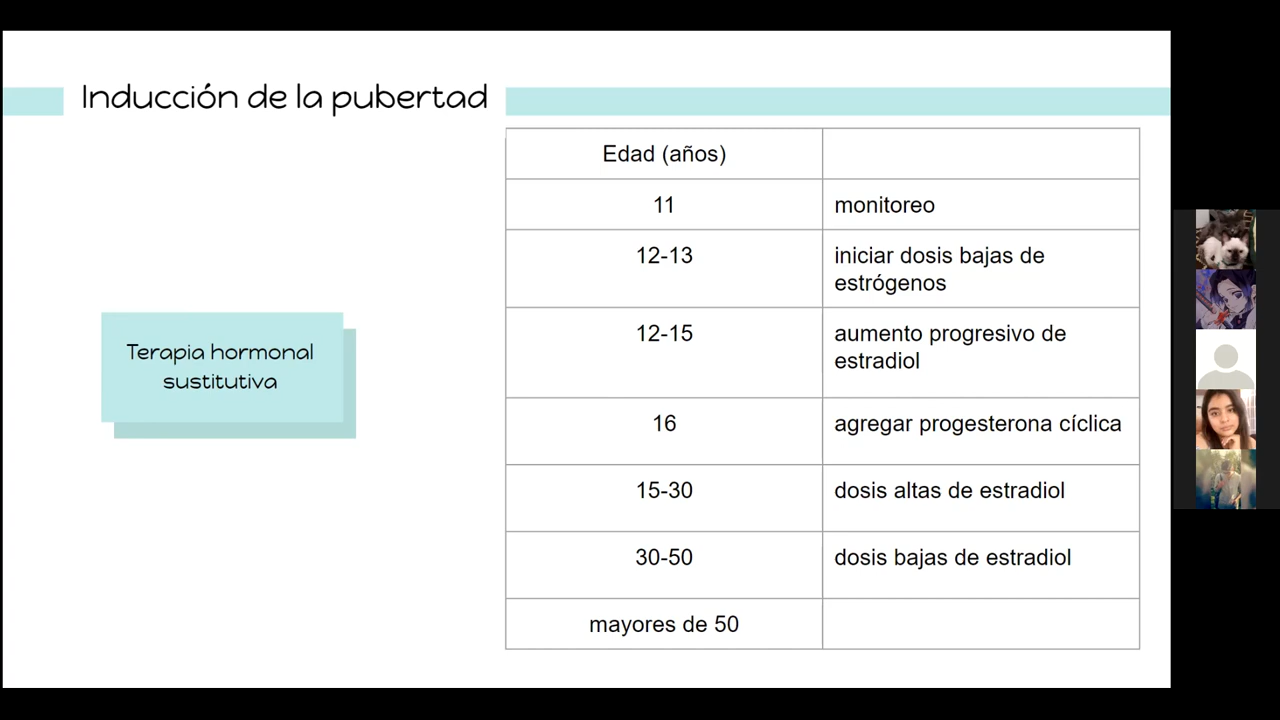 Inducción de la pubertad
Terapia hormonal
sustitutiva
Edad (años)
11
monitoreo
12-13
iniciar dosis bajas de
estrógenos
12-15
aumento progresivo de
estradiol
16
agregar progesterona cíclica
15-30
dosis altas de estradiol
30-50
dosis bajas de estradiol
mayores de 50